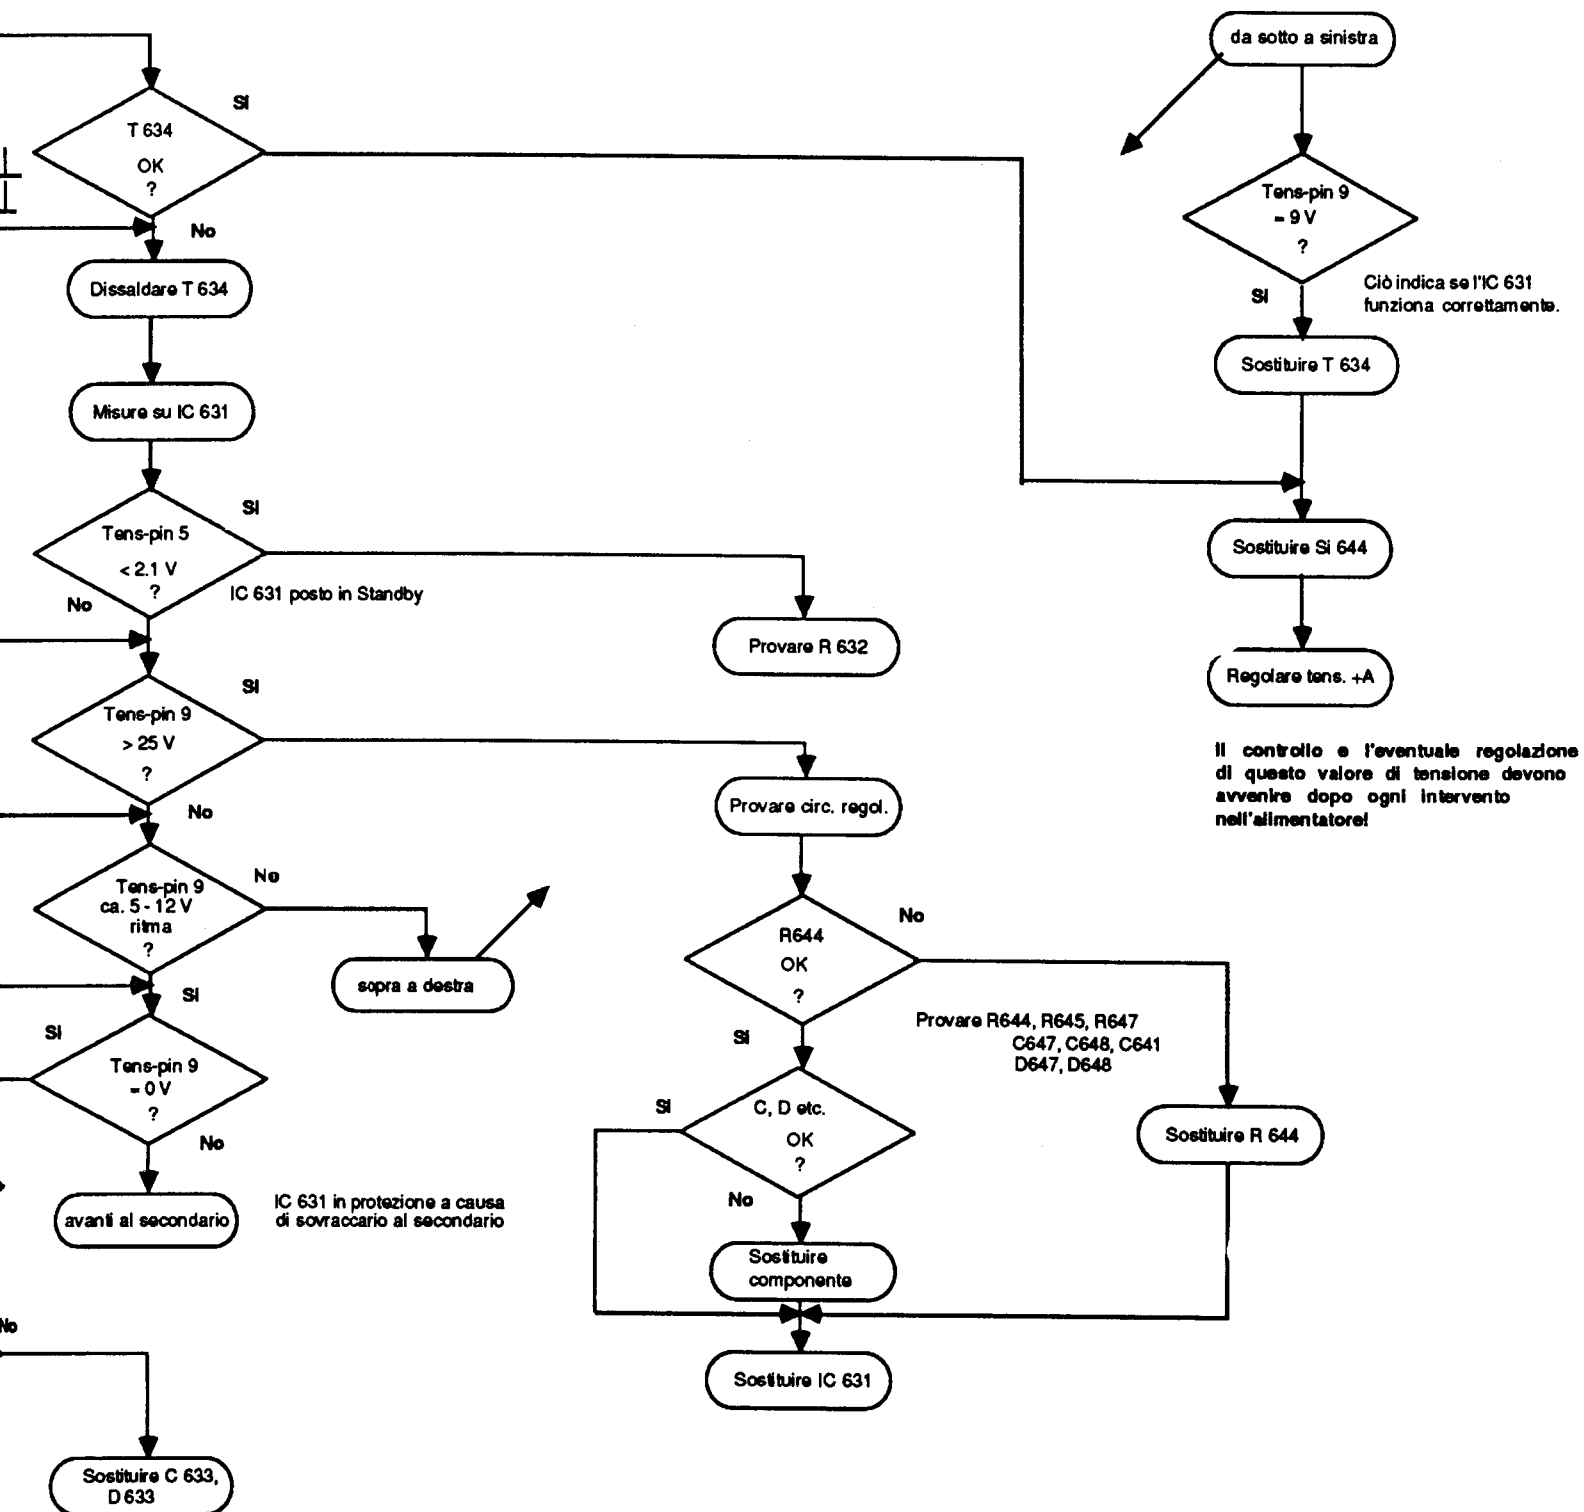 da sotto a sinistra
Si
T 634
OK
?
No
Tens-pin 9
= 9 V
?
Si
Ciò indica se l'IC 631
funziona correttamente.
Dissaldare T 634
Sostituire T 634
Misure su IC 631
Si
Tens-pin 5
< 2.1 V
?
No
IC 631 posto in Standby
Sostituire Si 644
Provare R 632
Regolare tens. +A
Si
Tens-pin 9
> 25 V
?
No
Il controllo e l'eventuale regolazione
di questo valore di tensione devono
avvenire dopo ogni intervento
nell'alimentatore!
Provare circ. regol.
No
Tens-pin 9
ca. 5 - 12 V
ritma
?
Si
sopra a destra
No
R644
OK
?
Si
Provare R644, R645, R647
C647, C648, C641
D647, D648
Si
Tens-pin 9
= 0 V
?
No
Si
C, D etc.
OK
?
No
Sostituire R 644
avanti al secondario
IC 631 in protezione a causa
di sovraccario al secondario
Sostituire
componente
No
Sostituire IC 631
Sostituire C 633,
D 633